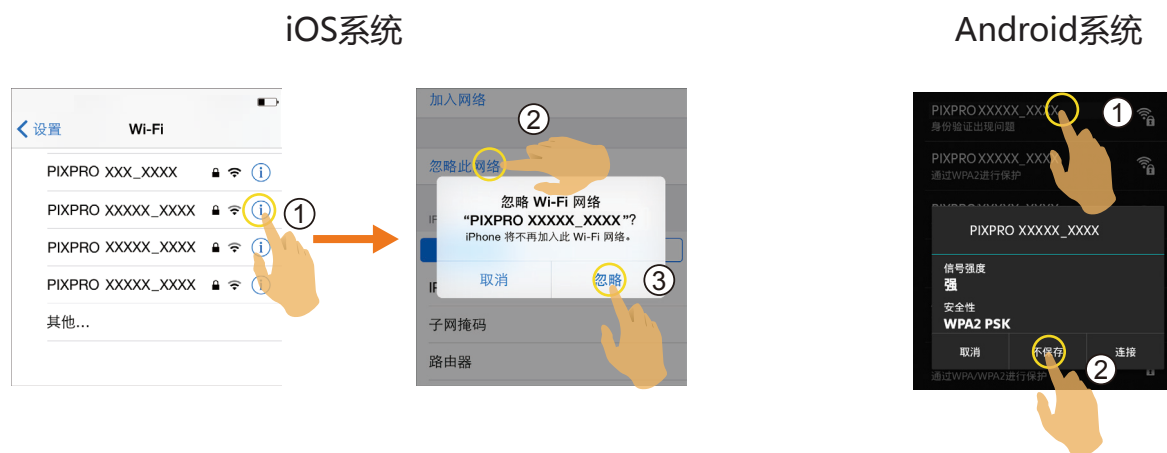 iOS系统
Android系统
设置
Wi-Fi
PIXPRO XXX_XXXX
PIXPRO XXXXX_XXXX
PIXPRO XXXXX_XXXX
PIXPRO XXXXX_XXXX
其他...
①
加入网络
②
忽略此网络
忽略 Wi-Fi 网络
“PIXPRO XXXXX_XXXX”?
iPhone 将不再加入此 Wi-Fi 网络。
取消
忽略
③
子网掩码
路由器
PIXPRO XXXXX_XXXX
①
身份验证出现问题
PIXPRO XXXXX_XXXX
通过WPA2进行保护
PIXPRO XXXXX_XXXX
信号强度
强
安全性
WPA2 PSK
取消
不保存
连接
②
通过WPA/WPA2进行保护